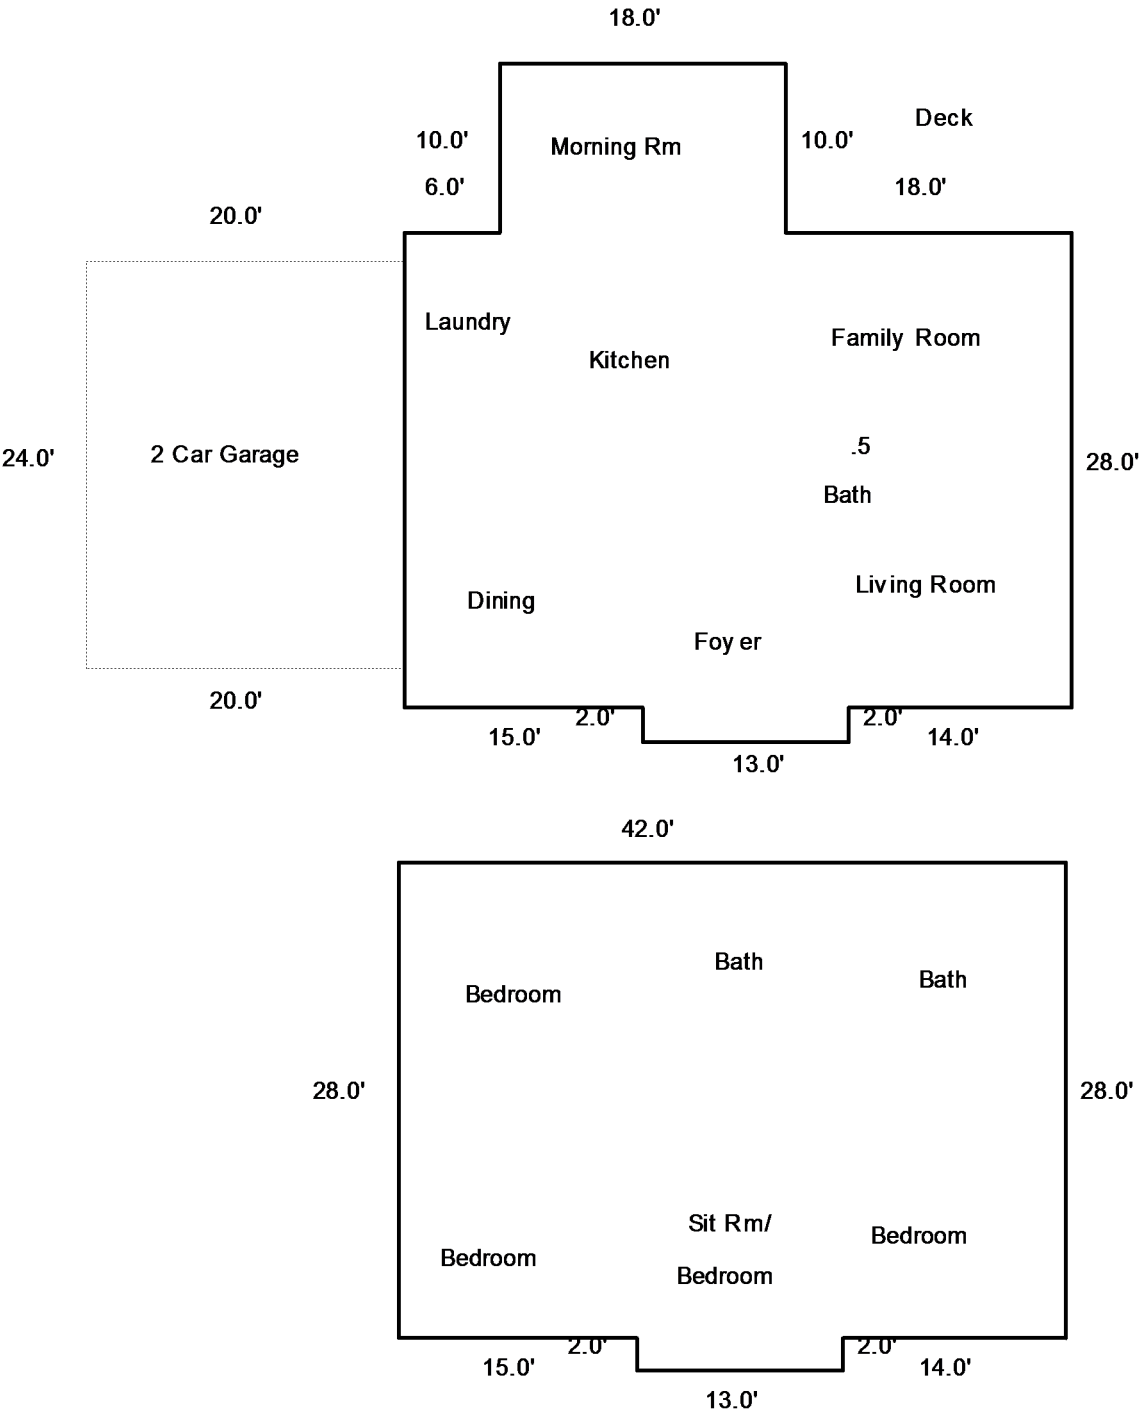 18.0'
Deck
10.0'
Morning Rm
10.0'
6.0'
18.0'
20.0'
Laundry
Family Room
Kitchen
.5
24.0'
2 Car Garage
28.0'
Bath
Living Room
Dining
Foyer
20.0'
2.0'
2.0'
15.0'
14.0'
13.0'
42.0'
Bath
Bath
Bedroom
28.0'
28.0'
Sit Rm/
Bedroom
Bedroom
Bedroom
2.0'
2.0'
15.0'
14.0'
13.0'